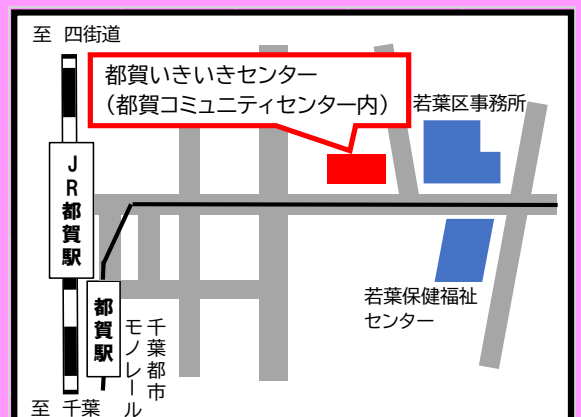 至 四街道
都賀いきいきセンター
（都賀コミュニティセンター内）
若葉区事務所
JR都賀駅
都賀駅
千葉都市
モノレール
若葉保健福祉
センター
至 千葉